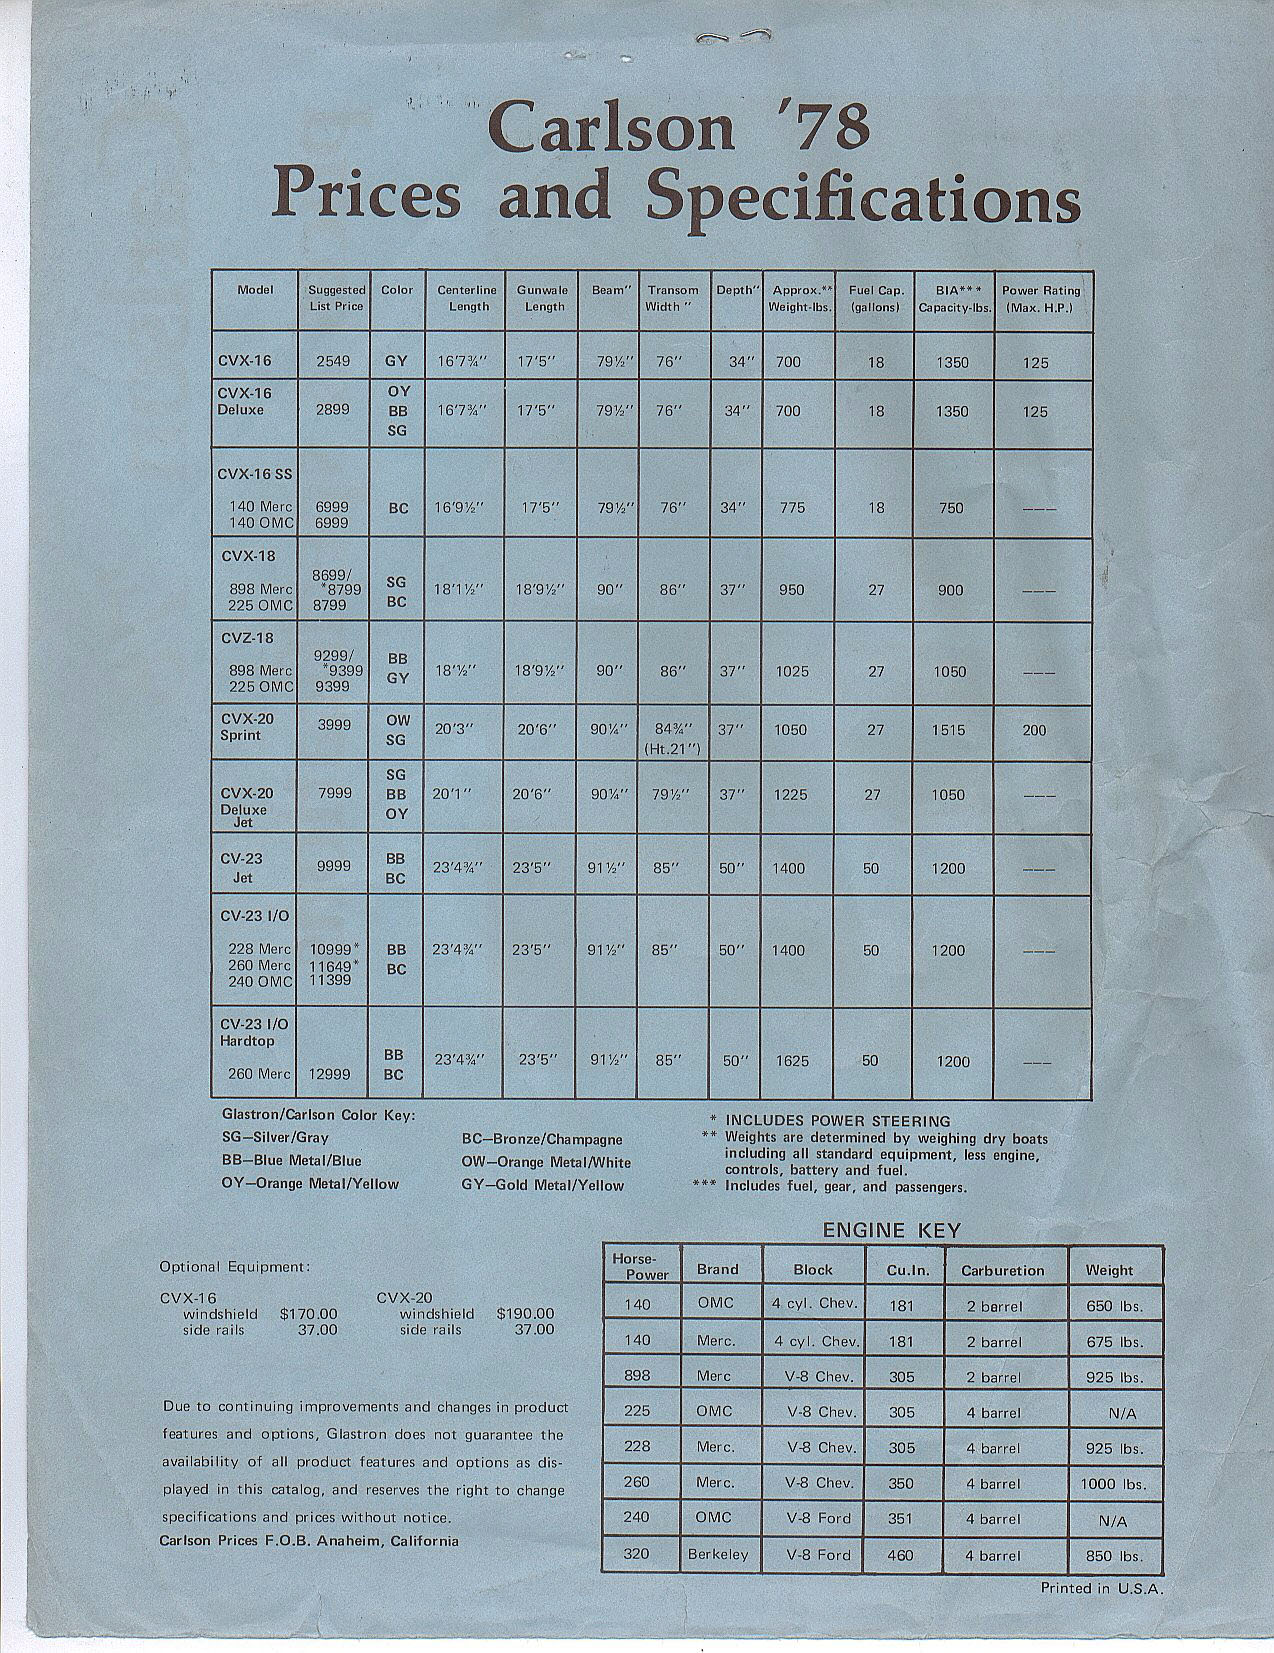 Carlson '78
Prices and Specifications
Model Suggested List Price Color Centerline Length Gunwale Length Beam" Transom Width " Depth" Approx.** Weight-lbs. Fuel Cap. (gallons) BIA*** Capacity-lbs. Power Rating (Max. H.P.)
CVX-16 2549 GY 16'7¾" 17'5" 79½" 76" 34" 700 18 1350 125
CVX-16 Deluxe 2899 OY BB SG 16'7¾" 17'5" 79½" 76" 34" 700 18 1350 125
CVX-16 SS
140 Merc 6999 BC 16'9½" 17'5" 79½" 76" 34" 775 18 750 ---
140 OMC 6999
CVX-18
898 Merc 8699/ *8799 SG BC 18'1½" 18'9½" 90" 86" 37" 950 27 900 ---
225 OMC 8799
CVZ-18
898 Merc 9299/ *9399 BB GY 18'½" 18'9½" 90" 86" 37" 1025 27 1050 ---
225 OMC 9399
CVX-20 Sprint 3999 OW SG 20'3" 20'6" 90¼" 84¾" (Ht.21") 37" 1050 27 1515 200
CVX-20 Deluxe Jet 7999 SG BB OY 20'1" 20'6" 90¼" 79½" 37" 1225 27 1050 ---
CV-23 Jet 9999 BB BC 23'4¾" 23'5" 91½" 85" 50" 1400 50 1200 ---
CV-23 I/O
228 Merc 10999* BB BC 23'4¾" 23'5" 91½" 85" 50" 1400 50 1200 ---
260 Merc 11649*
240 OMC 11399
CV-23 I/O Hardtop
260 Merc 12999 BB BC 23'4¾" 23'5" 91½" 85" 50" 1625 50 1200 ---
Glastron/Carlson Color Key:
SG—Silver/Gray BC—Bronze/Champagne
BB—Blue Metal/Blue OW—Orange Metal/White
OY—Orange Metal/Yellow GY—Gold Metal/Yellow
* INCLUDES POWER STEERING
** Weights are determined by weighing dry boats
including all standard equipment, less engine,
controls, battery and fuel.
*** Includes fuel, gear, and passengers.
Optional Equipment:
CVX-16 CVX-20
windshield $170.00 windshield $190.00
side rails 37.00 side rails 37.00
Due to continuing improvements and changes in product
features and options, Glastron does not guarantee the
availability of all product features and options as dis-
played in this catalog, and reserves the right to change
specifications and prices without notice.
Carlson Prices F.O.B. Anaheim, California
ENGINE KEY
Horse-Power Brand Block Cu.In. Carburetion Weight
140 OMC 4 cyl. Chev. 181 2 barrel 650 lbs.
140 Merc. 4 cyl. Chev. 181 2 barrel 675 lbs.
898 Merc V-8 Chev. 305 2 barrel 925 lbs.
225 OMC V-8 Chev. 305 4 barrel N/A
228 Merc. V-8 Chev. 305 4 barrel 925 lbs.
260 Merc. V-8 Chev. 350 4 barrel 1000 lbs.
240 OMC V-8 Ford 351 4 barrel N/A
320 Berkeley V-8 Ford 460 4 barrel 850 lbs.
Printed in U.S.A.